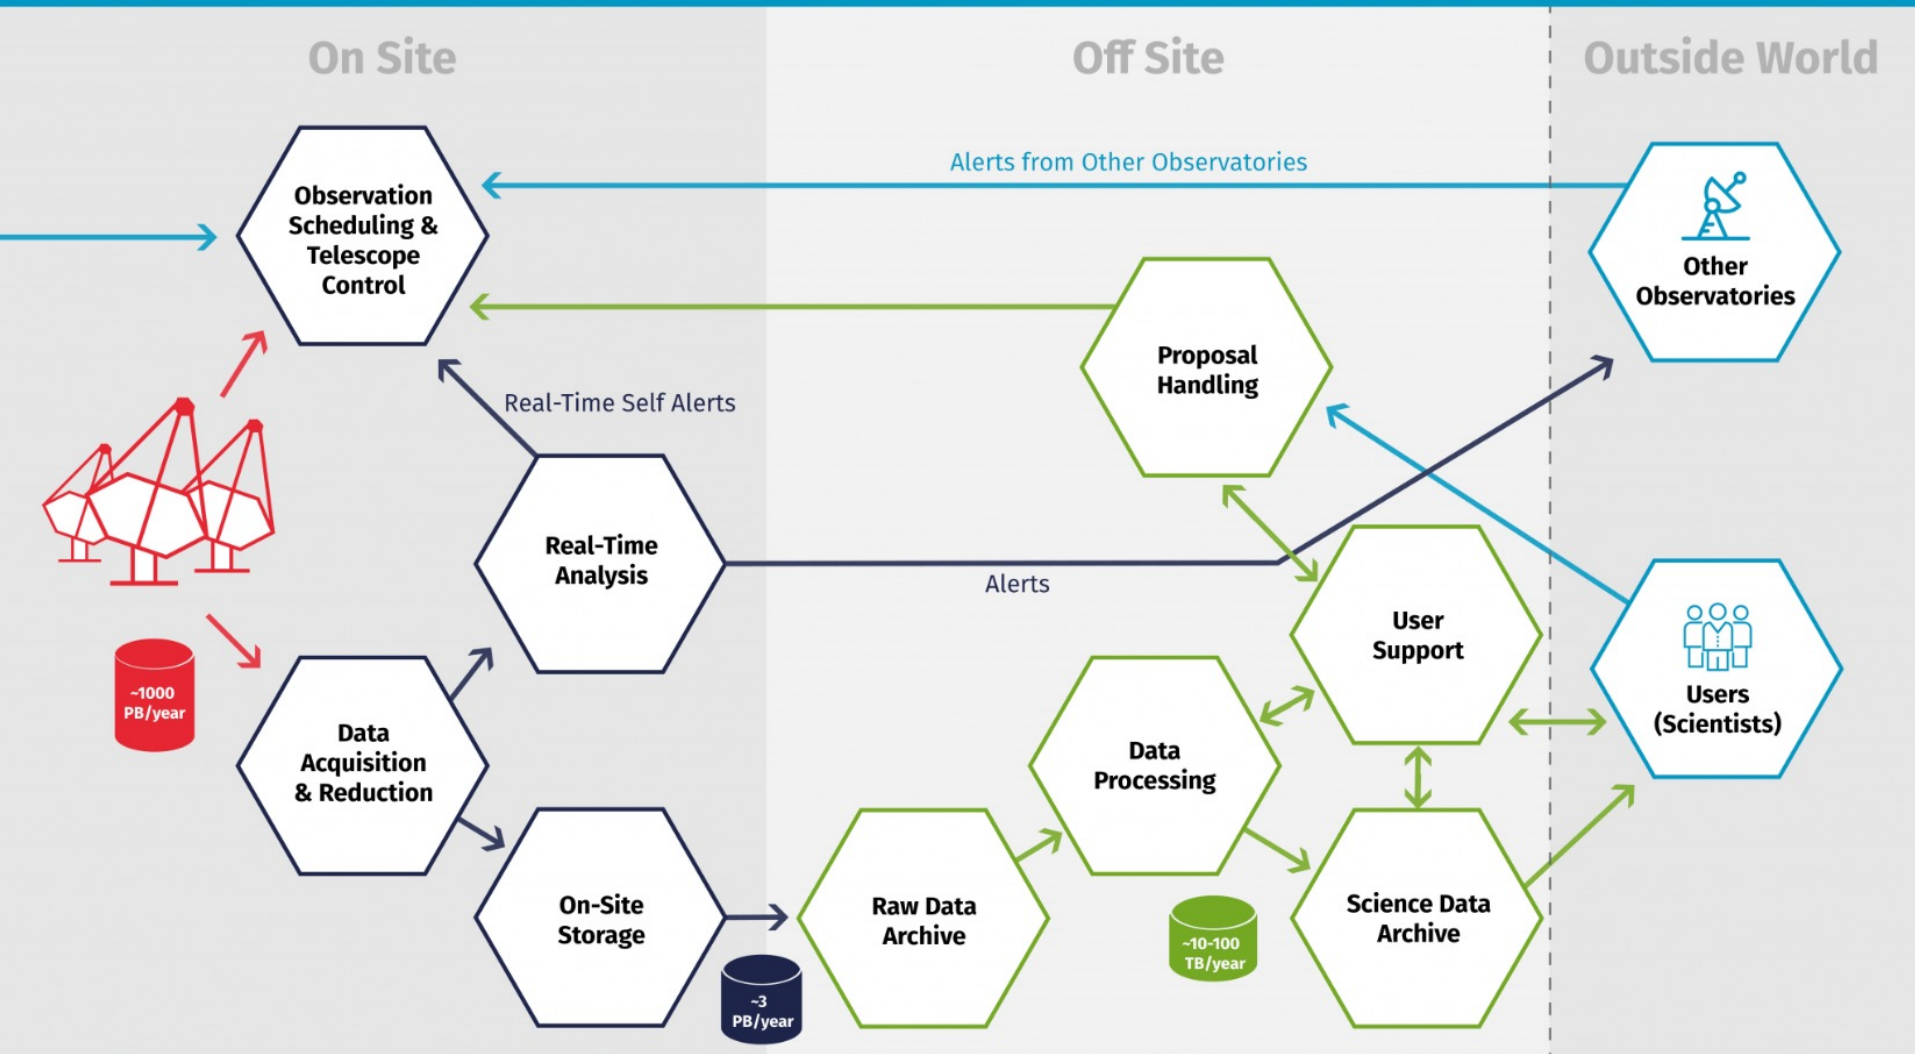 On Site
Off Site
Outside World
Observation
Scheduling &
Telescope
Control
Alerts from Other Observatories
Other
Observatories
Proposal
Handling
Real-Time Self Alerts
Real-Time
Analysis
Alerts
User
Support
Users
(Scientists)
~1000
PB/year
Data
Acquisition
& Reduction
Data
Processing
On-Site
Storage
~3
PB/year
Raw Data
Archive
~10-100
TB/year
Science Data
Archive